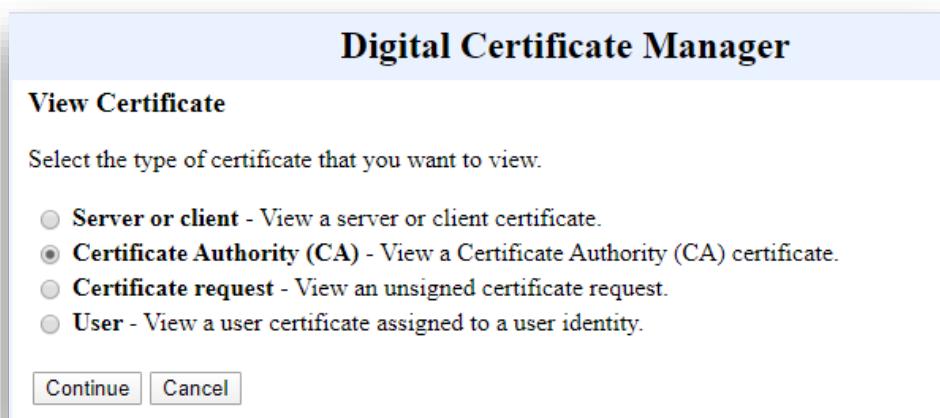 Digital Certificate Manager
View Certificate
Select the type of certificate that you want to view.
Server or client - View a server or client certificate.
Certificate Authority (CA) - View a Certificate Authority (CA) certificate.
Certificate request - View an unsigned certificate request.
User - View a user certificate assigned to a user identity.
Continue Cancel